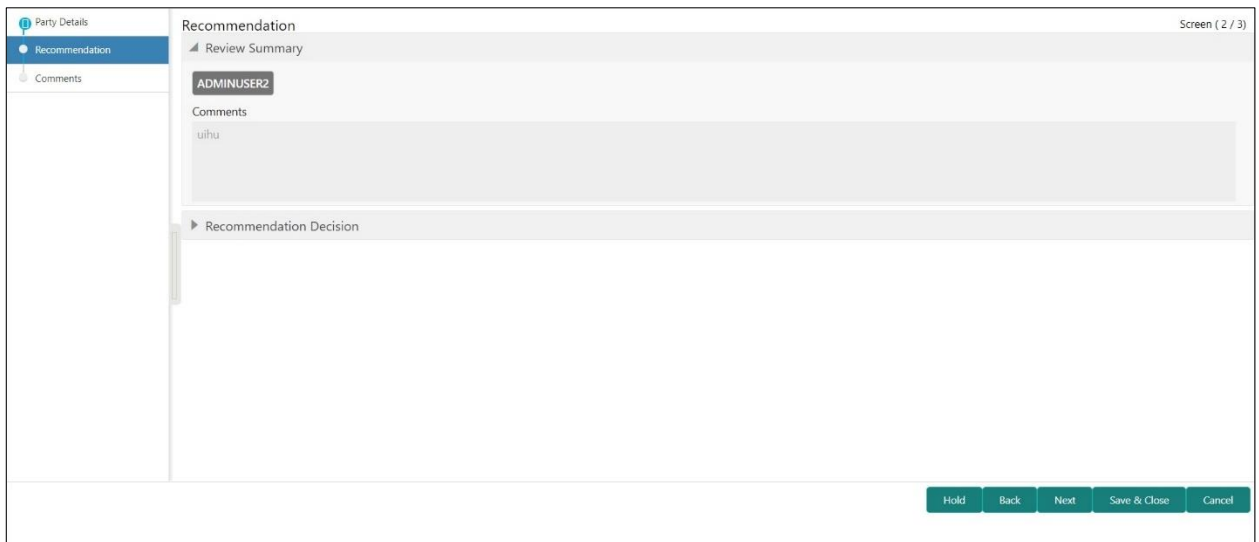 Party Details
Recommendation
Comments
Recommendation
Screen ( 2 / 3)
Review Summary
ADMINUSER2
Comments
uihu
Recommendation Decision
Hold
Back
Next
Save & Close
Cancel